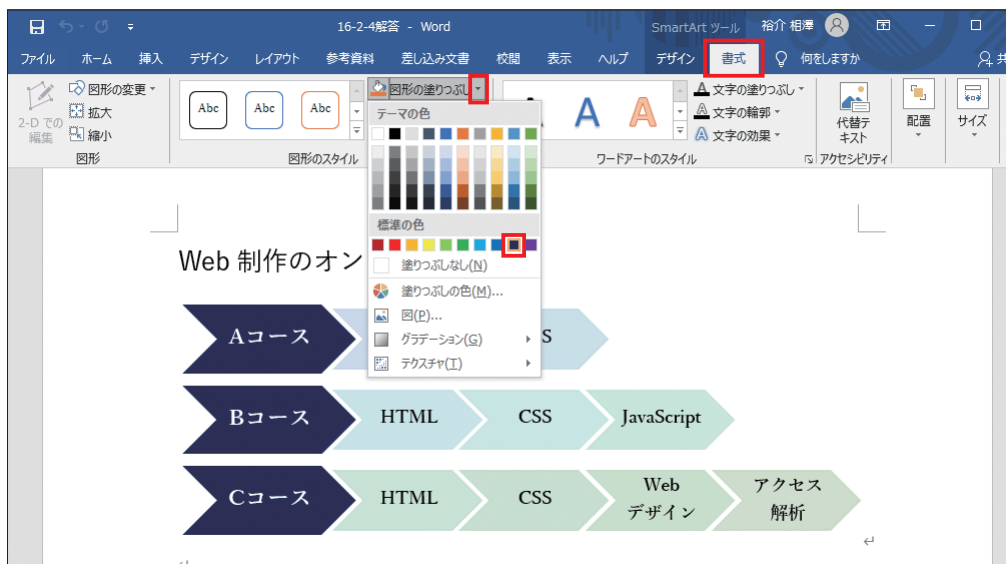 16-2-4解答 - Word
SmartArt ツール
裕介 相澤
ファイル ホーム 挿入 デザイン レイアウト 参考資料 差し込み文書 校閲 表示 ヘルプ デザイン 書式 何をしますか 共
2-D での
編集
図形の変更
拡大
縮小
図形
Abc Abc Abc
図形のスタイル
図形の塗りつぶし
テーマの色
標準の色
塗りつぶしなし(N)
塗りつぶしの色(M)...
図(P)...
グラデーション(G)
テクスチャ(T)
A A
ワードアートのスタイル
A 文字の塗りつぶし
A 文字の輪郭
A 文字の効果
代替テ
キスト
アクセシビリティ
配置
サイズ
Web 制作のオン
Aコース S
Bコース HTML CSS JavaScript
Cコース HTML CSS Web
デザイン アクセス
解析